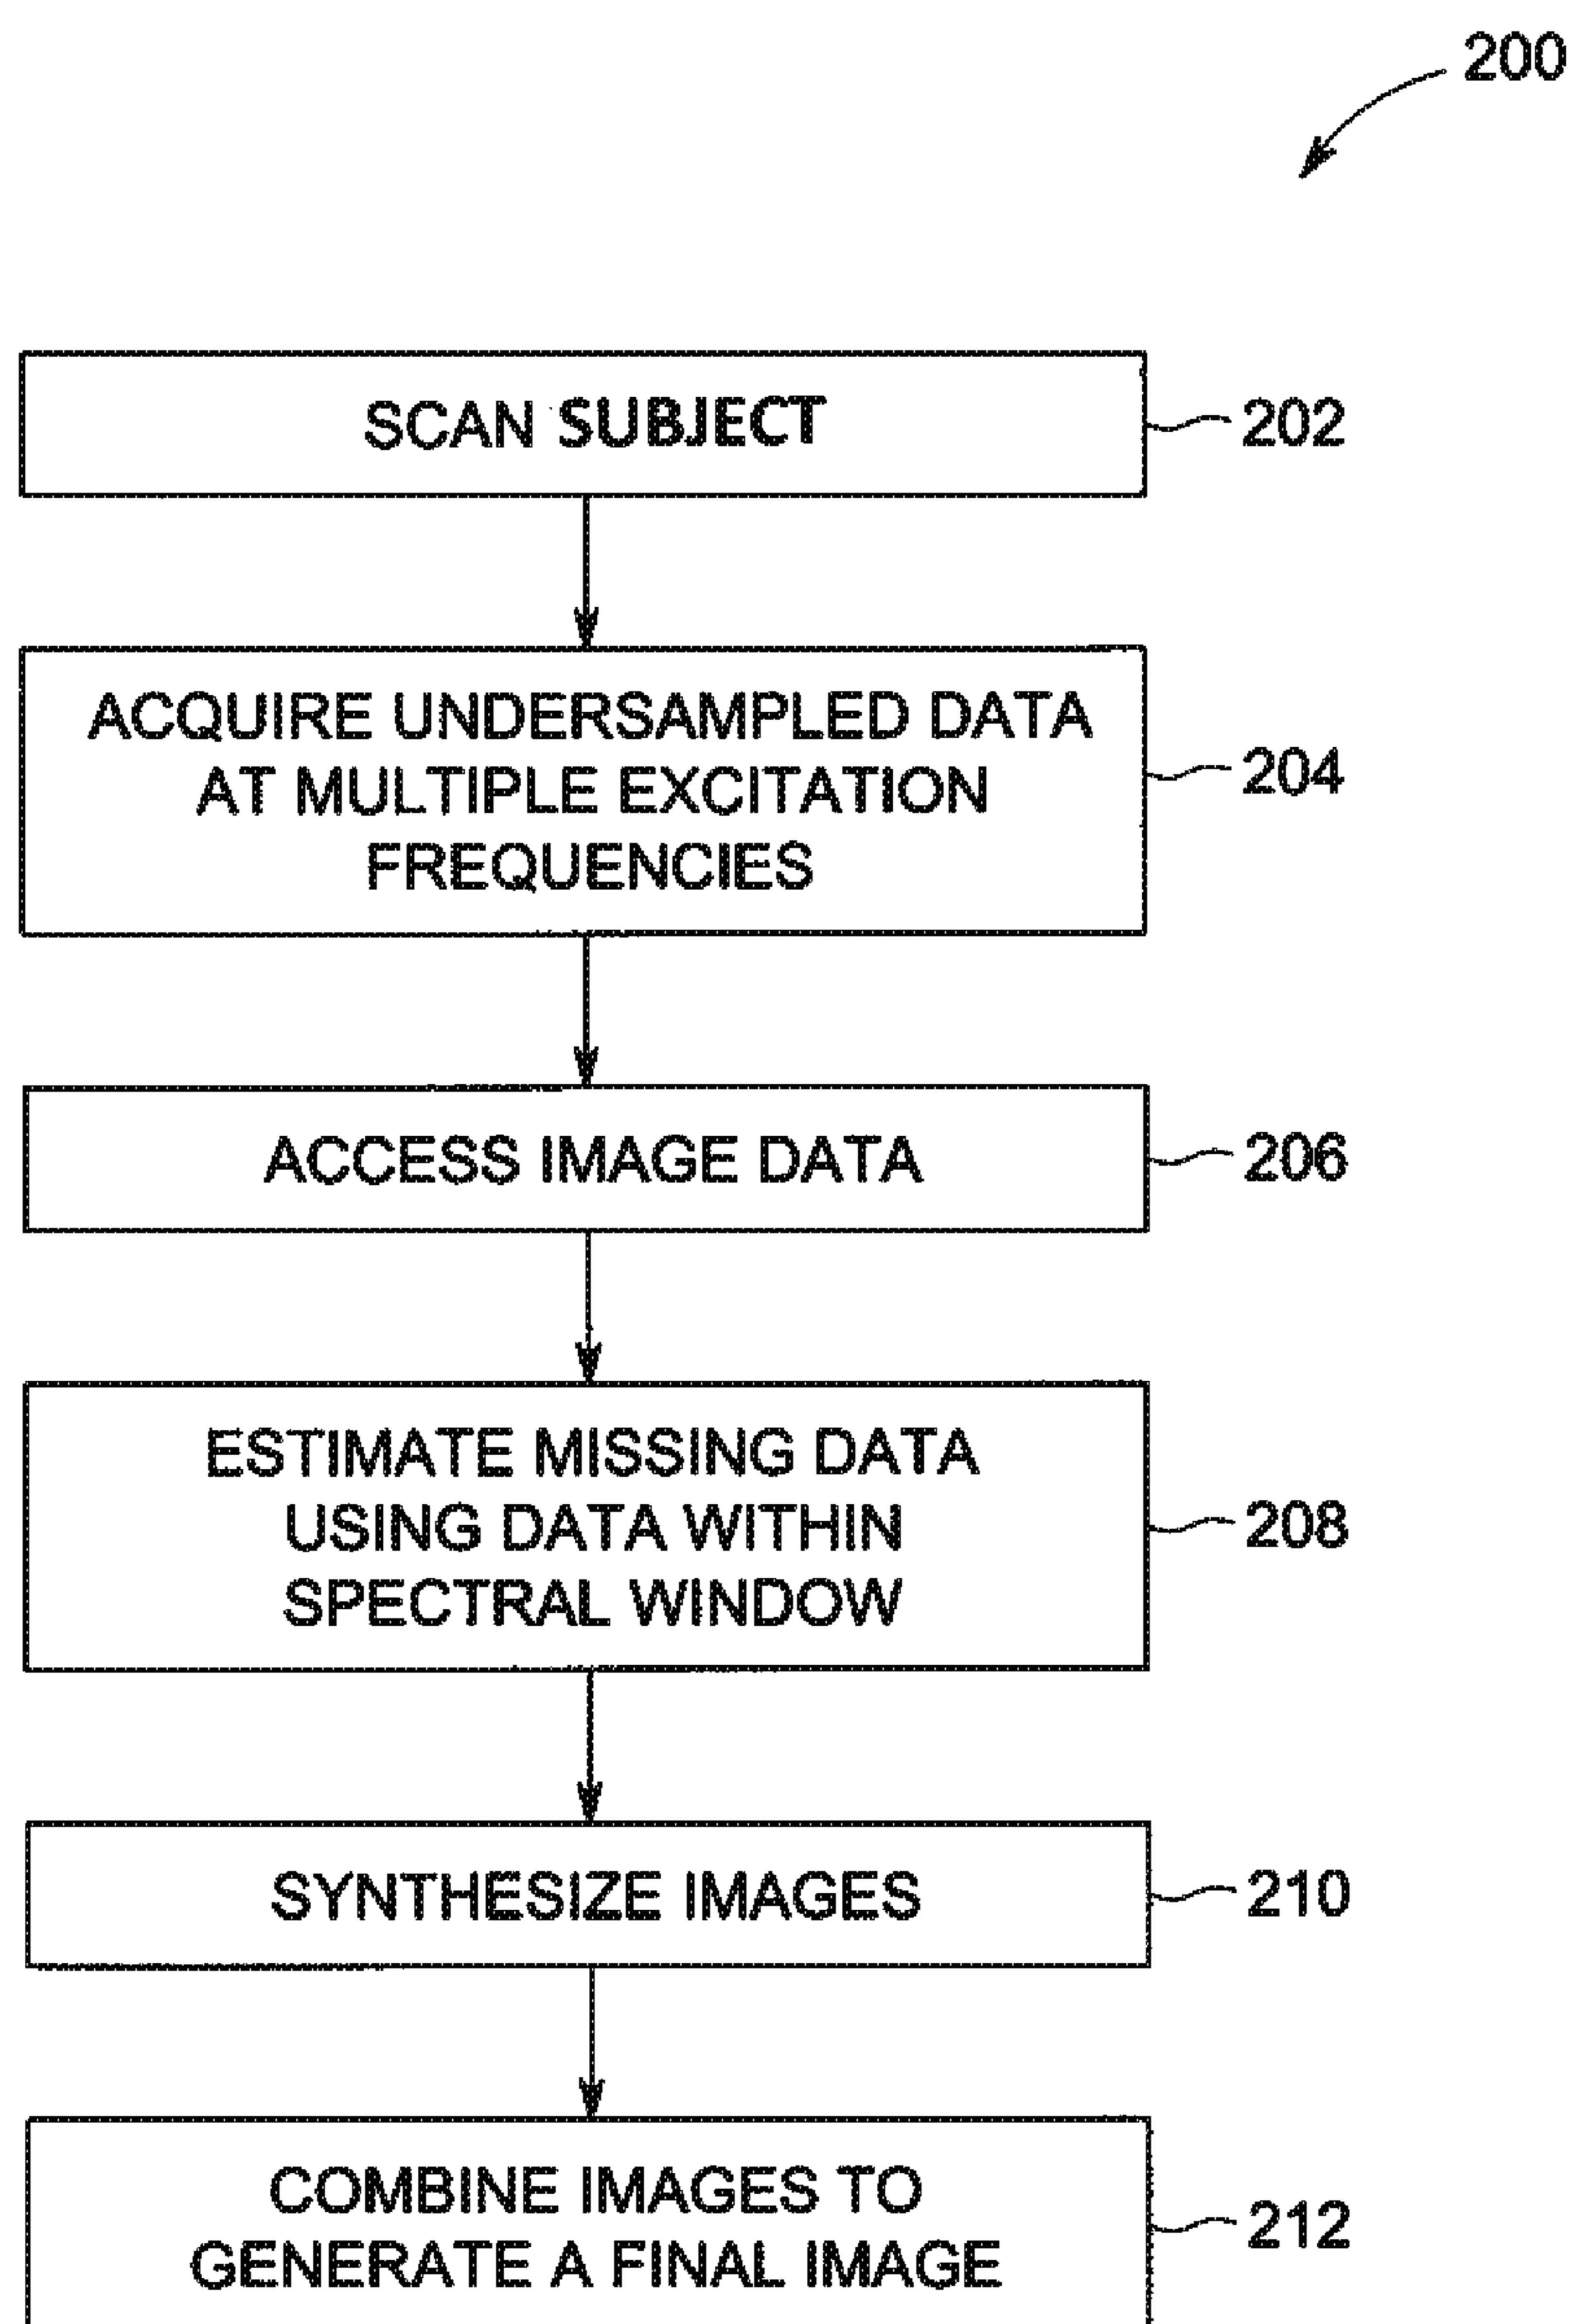 200
SCAN SUBJECT
202
ACQUIRE UNDERSAMPLED DATA
AT MULTIPLE EXCITATION
FREQUENCIES
204
ACCESS IMAGE DATA
206
ESTIMATE MISSING DATA
USING DATA WITHIN
SPECTRAL WINDOW
208
SYNTHESIZE IMAGES
210
COMBINE IMAGES TO
GENERATE A FINAL IMAGE
212